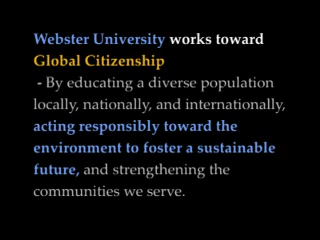 Webster University works toward
Global Citizenship
- By educating a diverse population
locally, nationally, and internationally,
acting responsibly toward the
environment to foster a sustainable
future, and strengthening the
communities we serve.